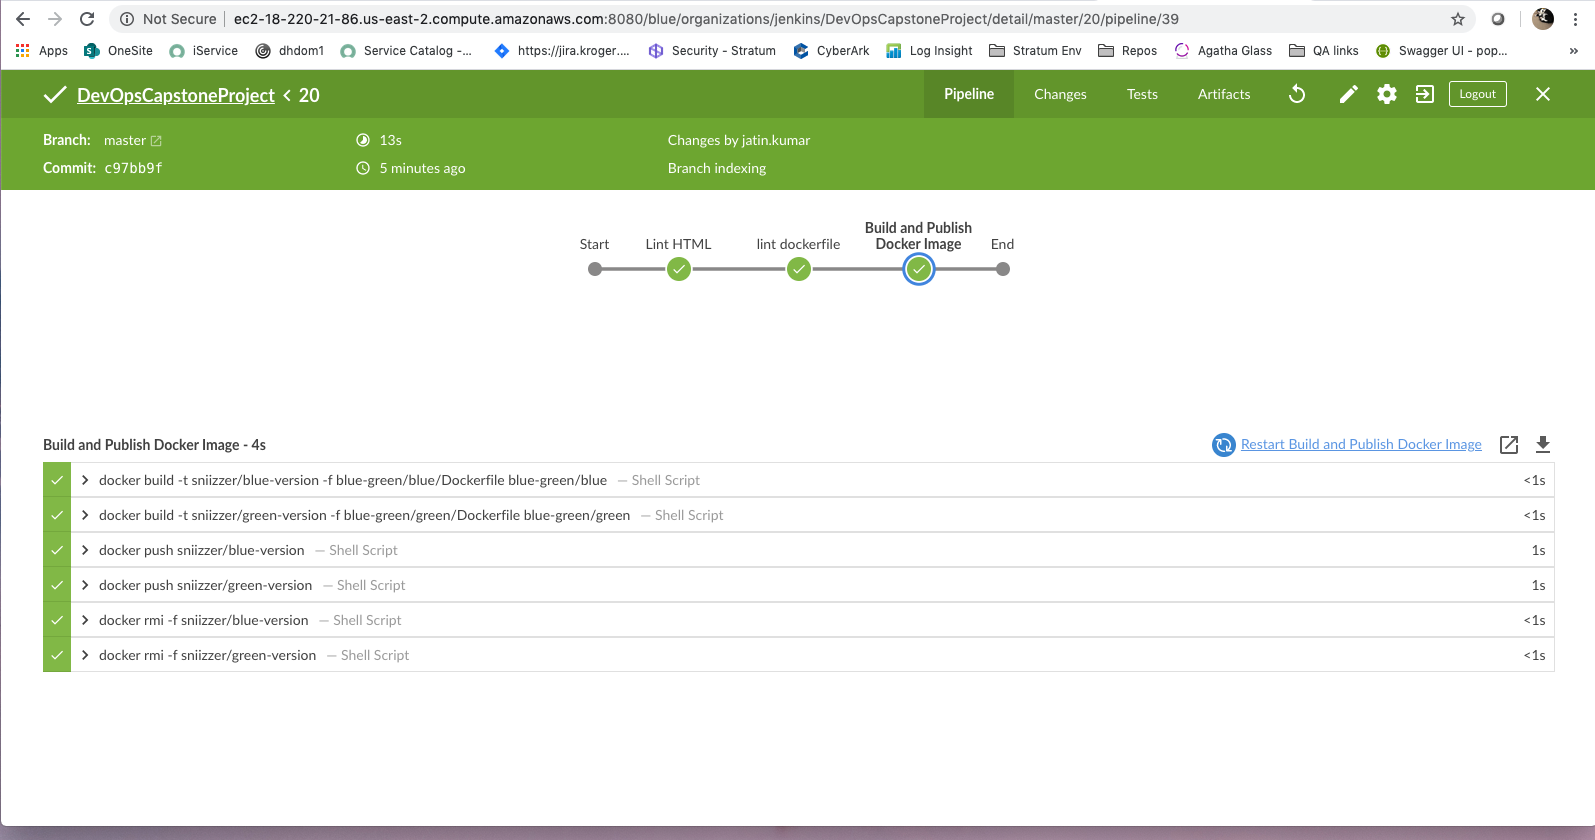 Not Secure ec2-18-220-21-86.us-east-2.compute.amazonaws.com:8080/blue/organizations/jenkins/DevOpsCapstoneProject/detail/master/20/pipeline/39
Apps OneSite iService dhdom1 Service Catalog -... https://jira.kroger.... Security - Stratum CyberArk Log Insight Stratum Env Repos Agatha Glass QA links Swagger UI - pop... »
DevOpsCapstoneProject < 20 Pipeline Changes Tests Artifacts Logout
Branch: master 13s Changes by jatin.kumar
Commit: c97bb9f 5 minutes ago Branch indexing
Build and Publish
Start Lint HTML lint dockerfile Docker Image End
Build and Publish Docker Image - 4s Restart Build and Publish Docker Image
docker build -t sniizzer/blue-version -f blue-green/blue/Dockerfile blue-green/blue — Shell Script <1s
docker build -t sniizzer/green-version -f blue-green/green/Dockerfile blue-green/green — Shell Script <1s
docker push sniizzer/blue-version — Shell Script 1s
docker push sniizzer/green-version — Shell Script 1s
docker rmi -f sniizzer/blue-version — Shell Script <1s
docker rmi -f sniizzer/green-version — Shell Script <1s